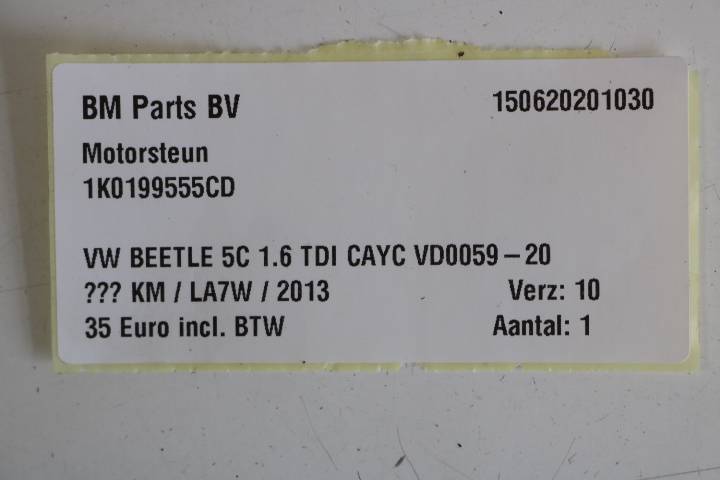 BM Parts BV 150620201030
Motorsteun
1K0199555CD
VW BEETLE 5C 1.6 TDI CAYC VD0059-20
??? KM / LA7W / 2013 Verz: 10
35 Euro incl. BTW Aantal: 1